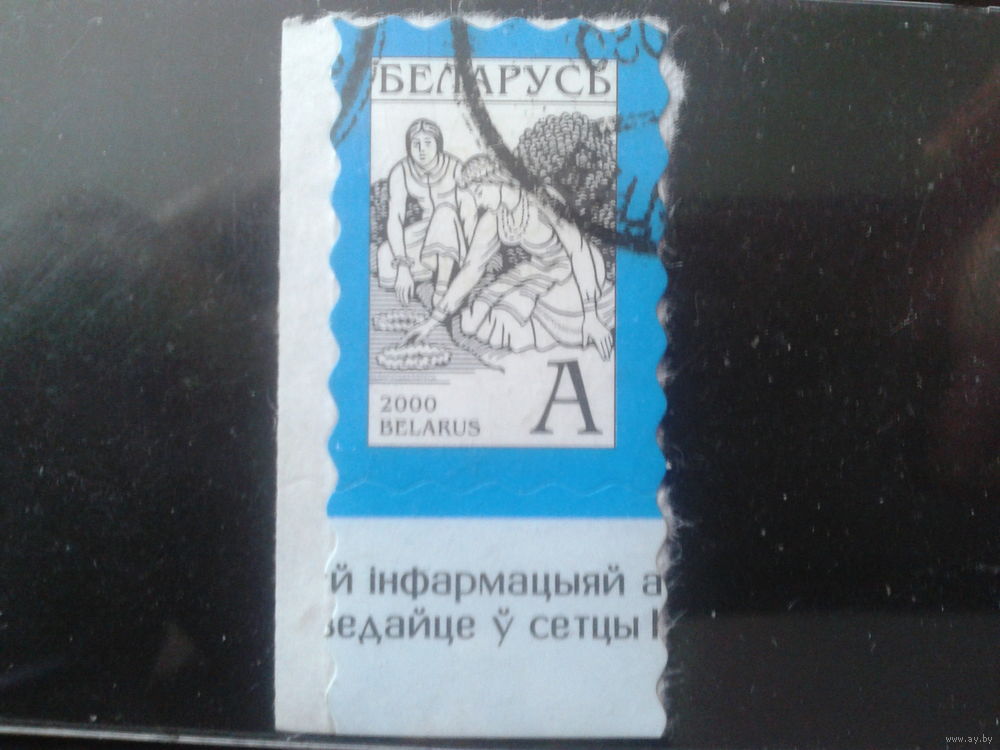 БЕЛАРУСЬ
2000
BELARUS
А
й інфармацыяй а
ведайце ў сетцы І
www.ay.by